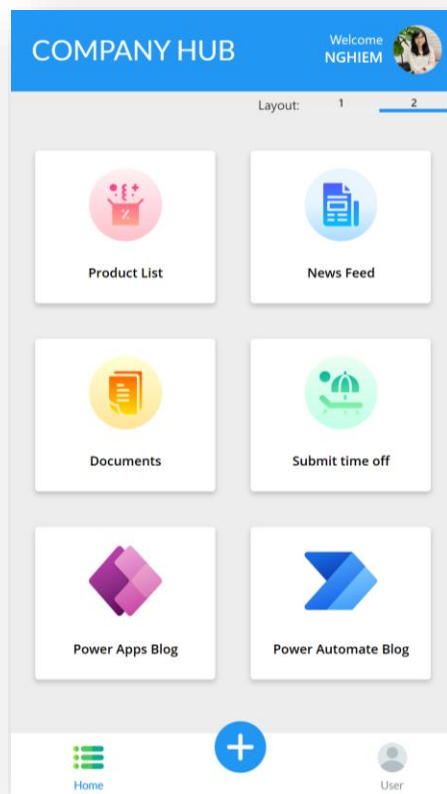 COMPANY HUB
Welcome
NGHIEM
Layout: 1 2
Product List
News Feed
Documents
Submit time off
Power Apps Blog
Power Automate Blog
Home
User